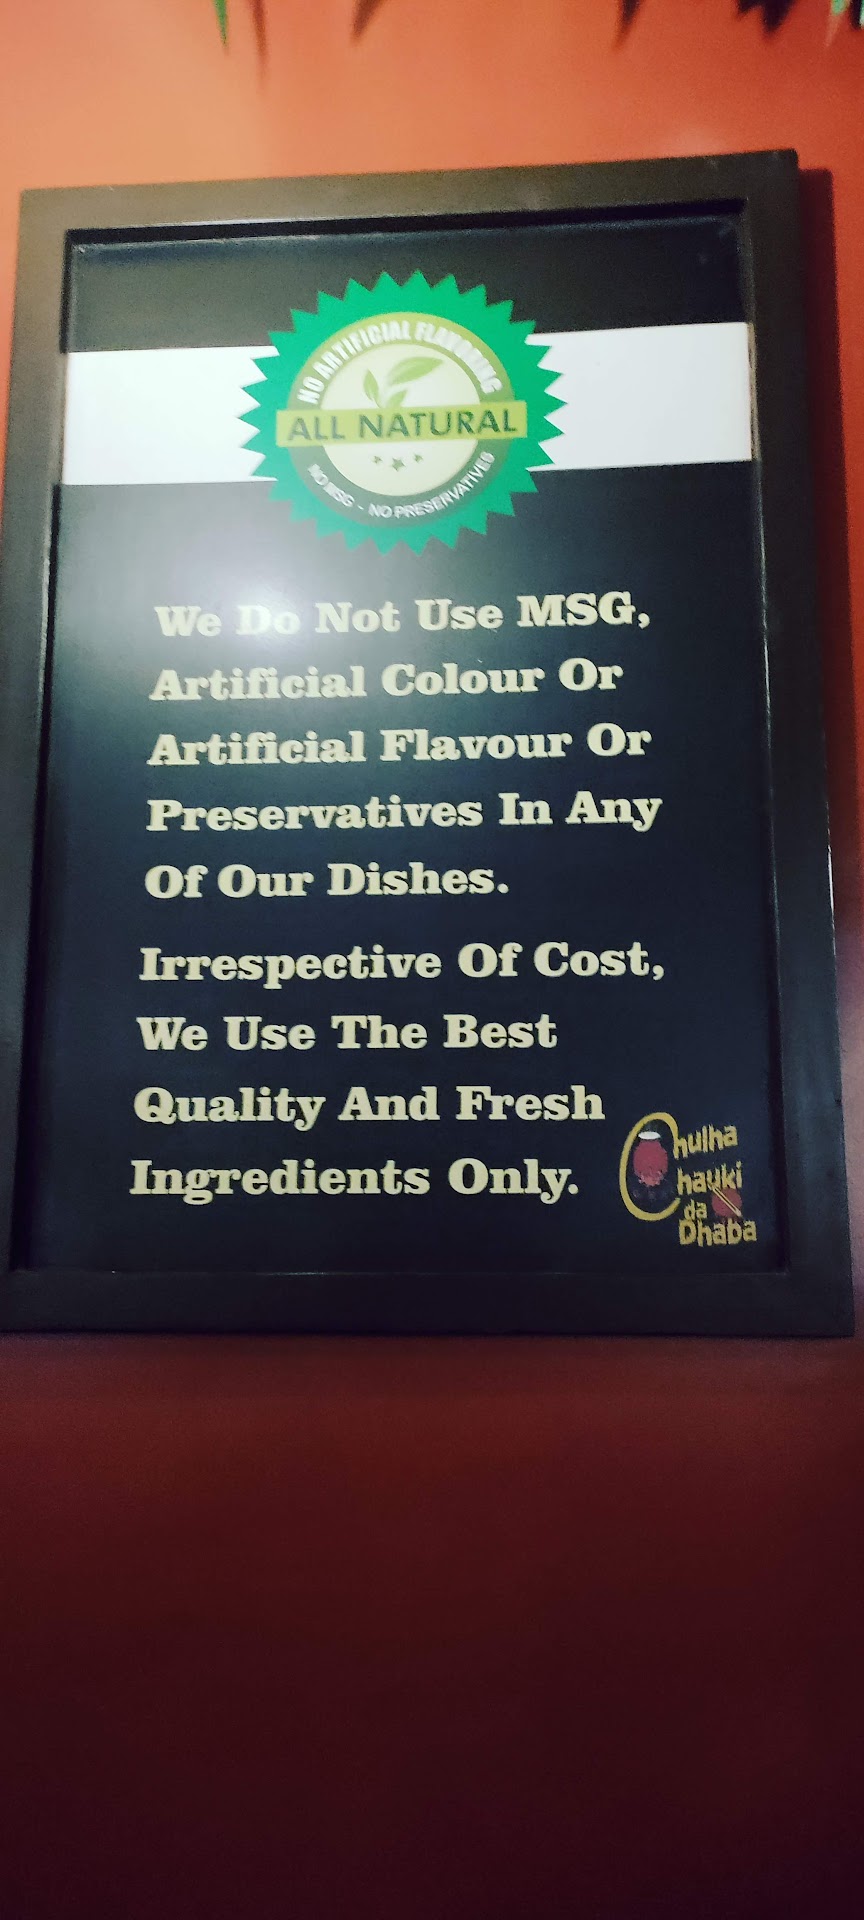 NO ARTIFICIAL FLAVORING
ALL NATURAL
NO MSG - NO PRESERVATIVES
We Do Not Use MSG,
Artificial Colour Or
Artificial Flavour Or
Preservatives In Any
Of Our Dishes.
Irrespective Of Cost,
We Use The Best
Quality And Fresh
Ingredients Only.
Chulha
Chauki
da
Dhaba